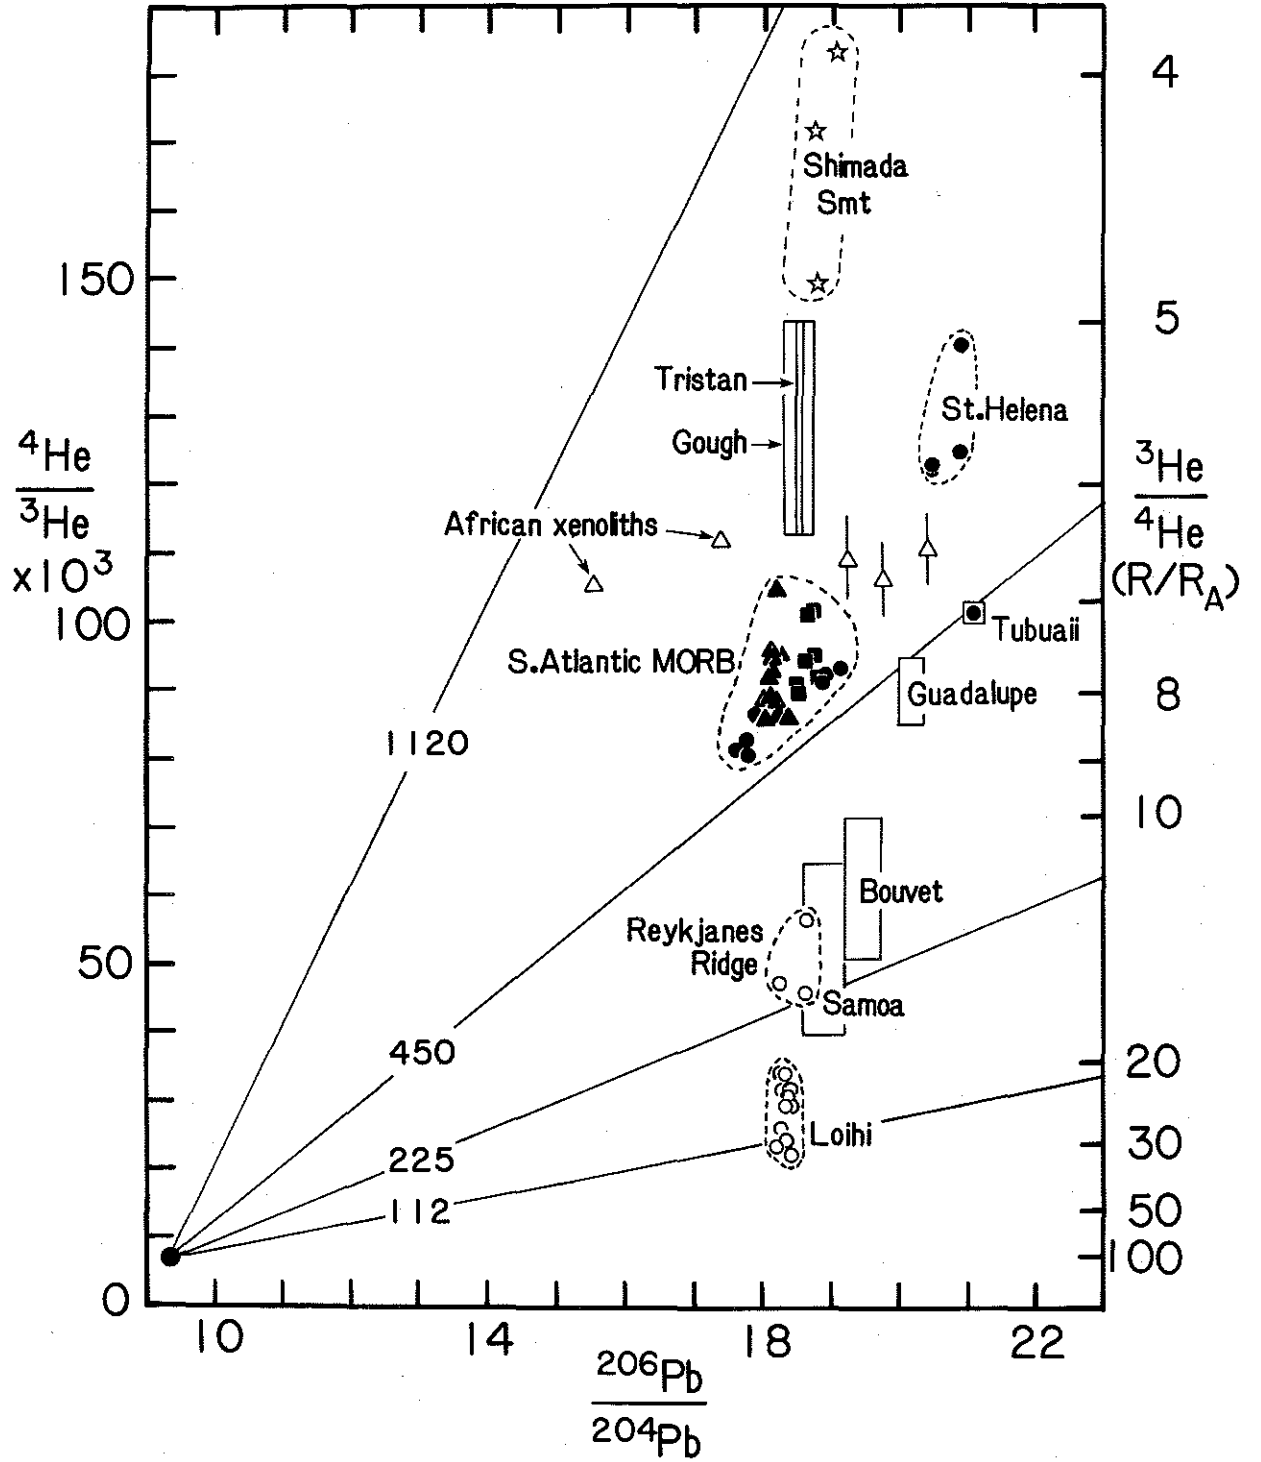 4
Shimada
Smt
150
5
Tristan
St.Helena
Gough
⁴He
³He
x10³
³He
⁴He
(R/R_A)
African xenoliths
100
Tubuaii
S.Atlantic MORB
8
Guadalupe
1120
10
Bouvet
Reykjanes
Ridge
50
Samoa
450
20
Loihi
30
225
112
50
100
0
10
14
18
22
²⁰⁶Pb
²⁰⁴Pb